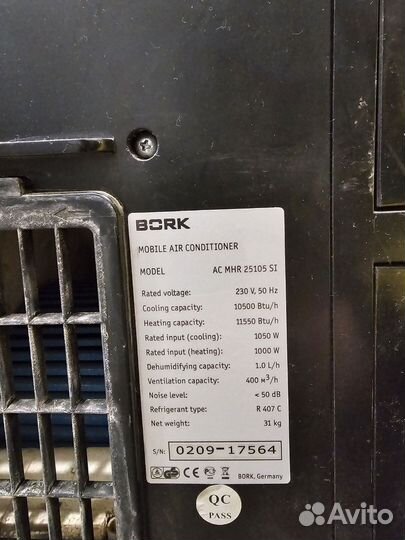 BORK
MOBILE AIR CONDITIONER
MODEL AC MHR 25105 SI
Rated voltage: 230 V, 50 Hz
Cooling capacity: 10500 Btu/h
Heating capacity: 11550 Btu/h
Rated input (cooling): 1050 W
Rated input (heating): 1000 W
Dehumidifying capacity: 1.0 L/h
Ventilation capacity: 400 м³/h
Noise level: < 50 dB
Refrigerant type: R 407 C
Net weight: 31 kg
S/N: 0209-17564
BORK, Germany
QC
PASS
Avito